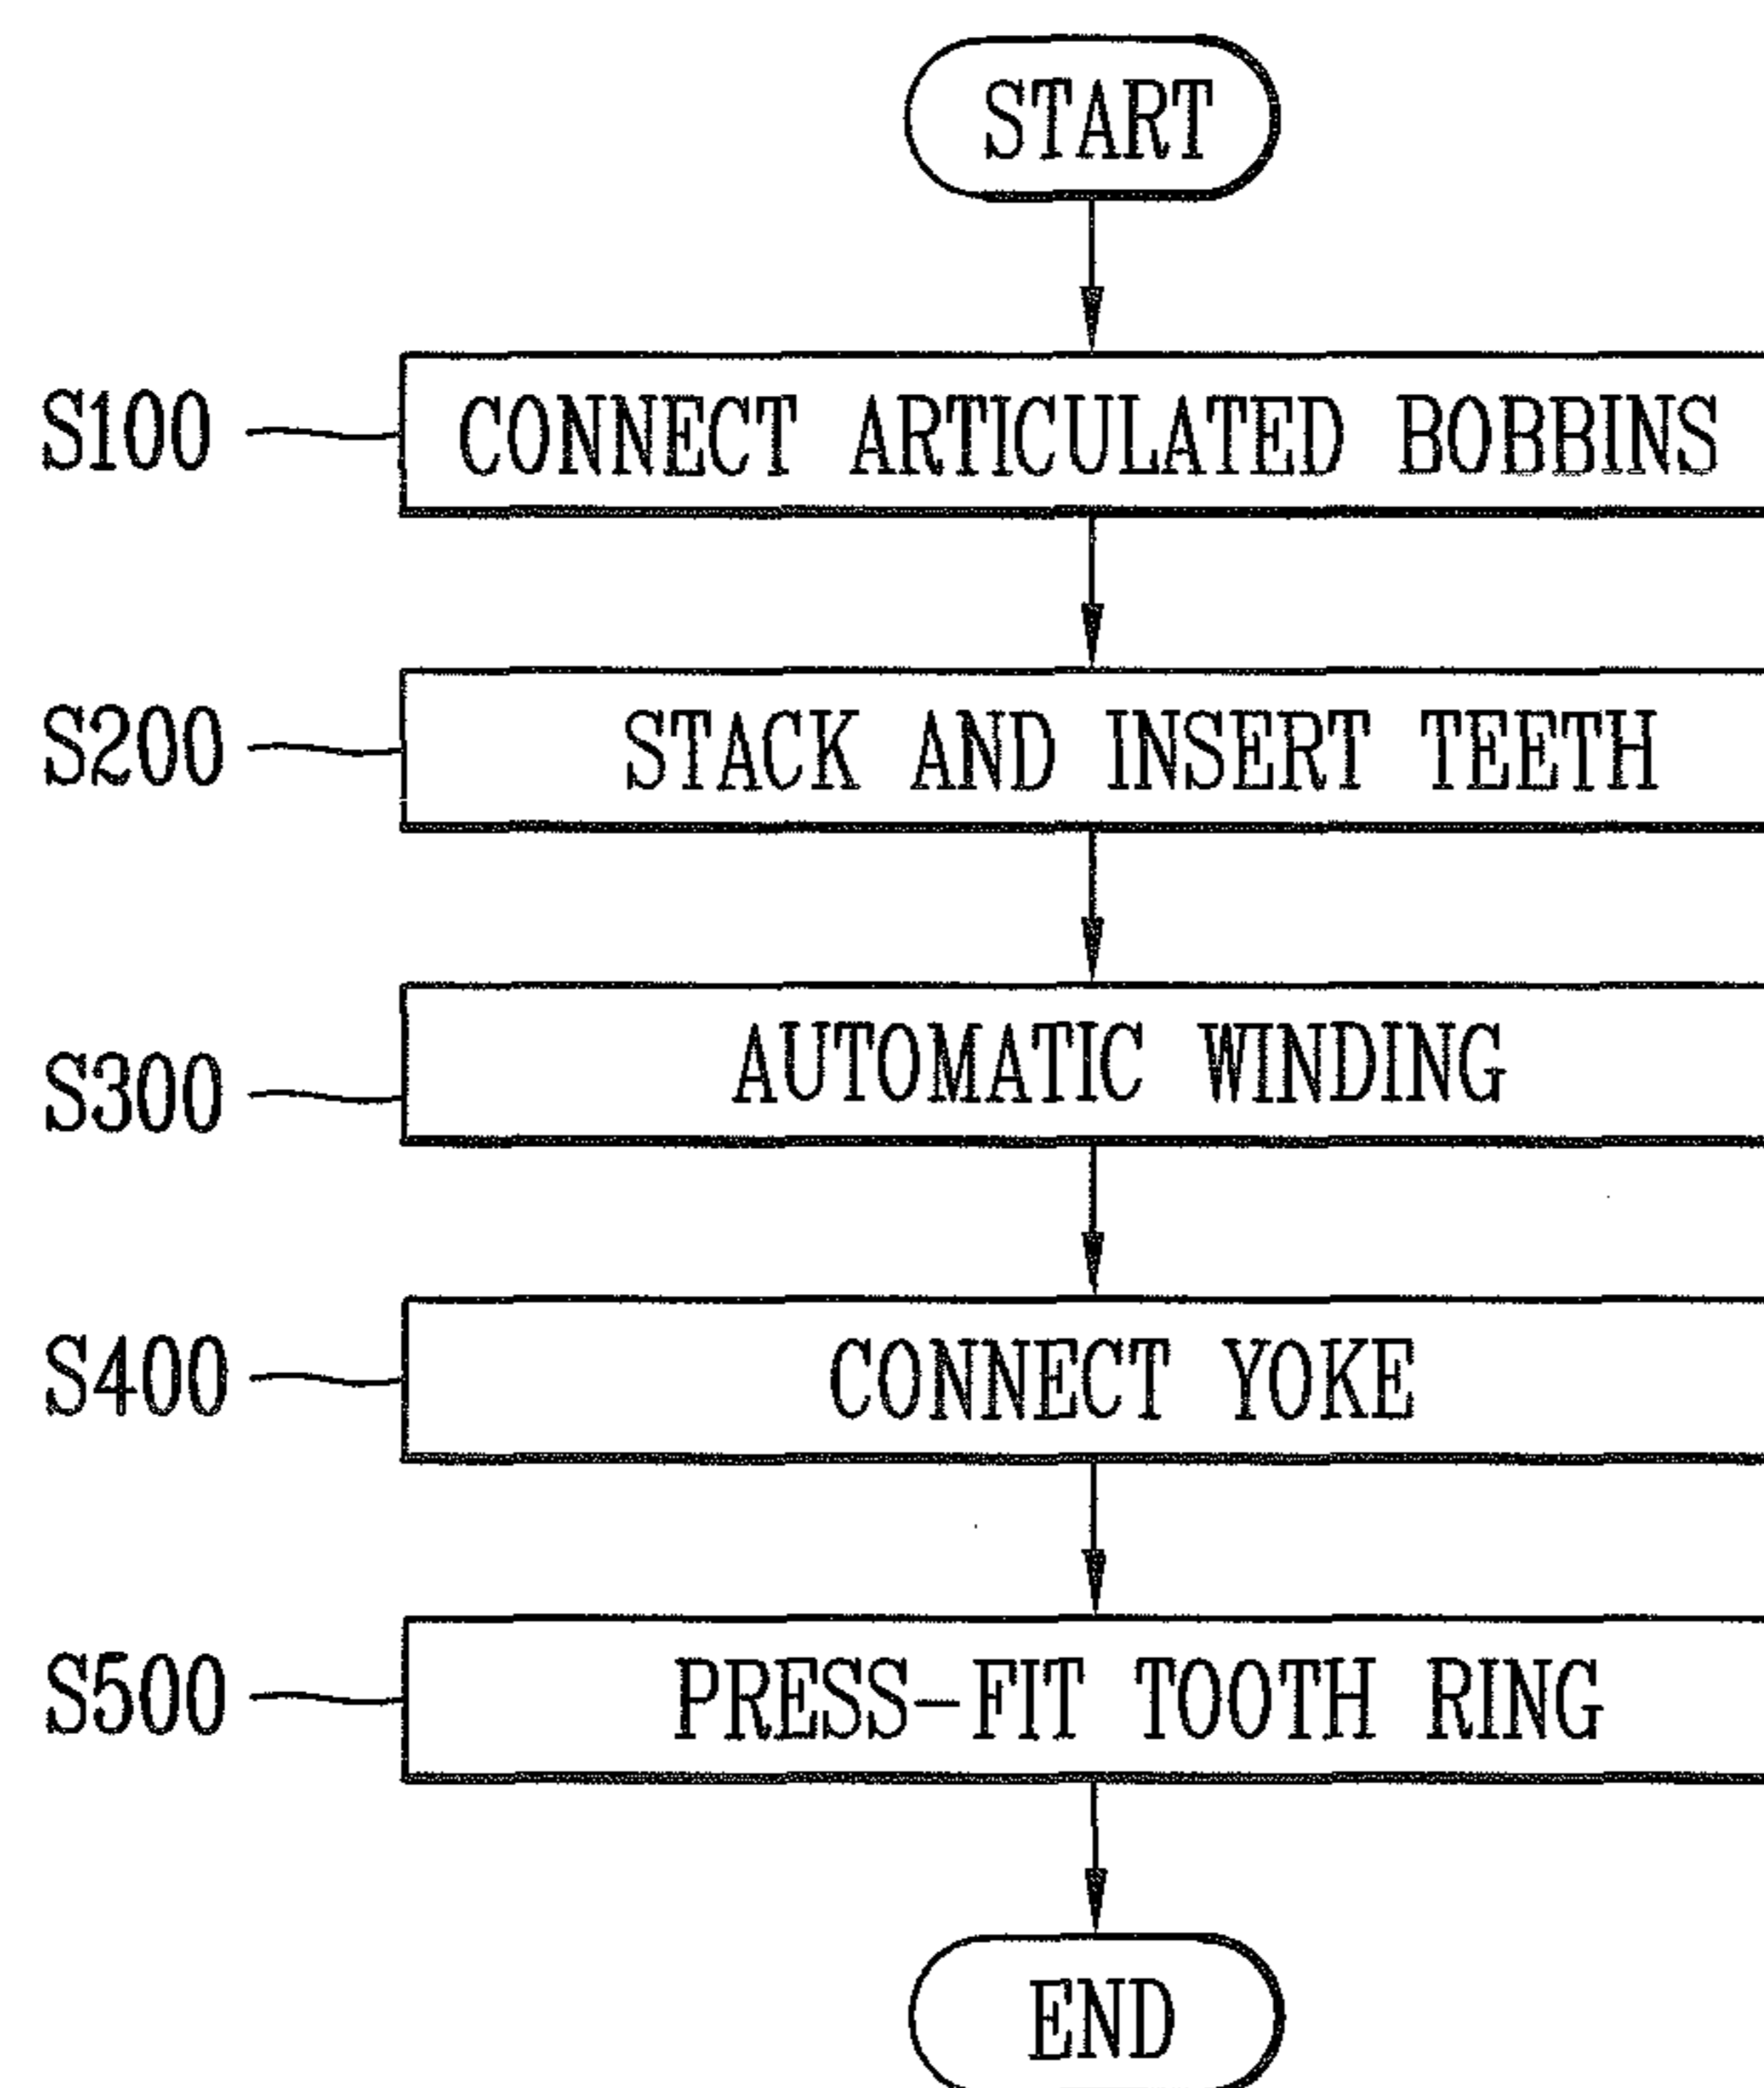 START
S100 CONNECT ARTICULATED BOBBINS
S200 STACK AND INSERT TEETH
S300 AUTOMATIC WINDING
S400 CONNECT YOKE
S500 PRESS-FIT TOOTH RING
END